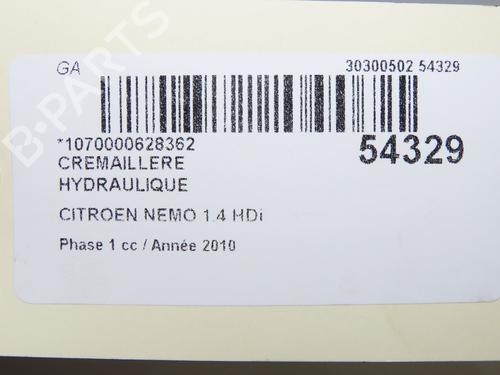 GA
30300502 54329
*1070000628362
54329
CREMAILLERE
HYDRAULIQUE
CITROEN NEMO 1.4 HDi
Phase 1 cc / Année 2010
B-PARTS